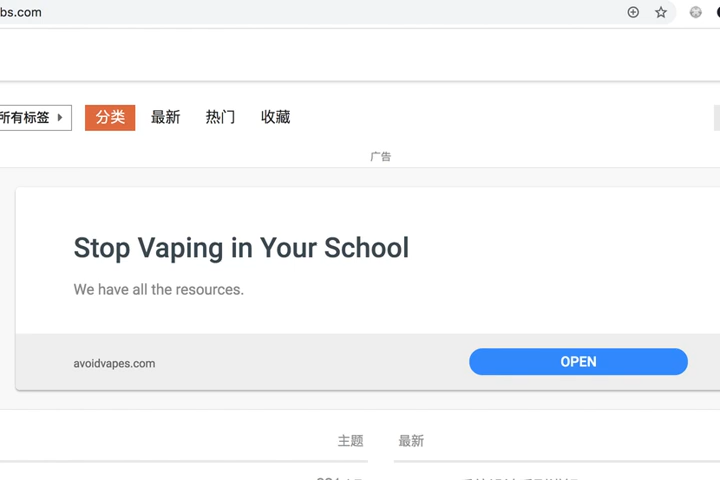 bs.com
所有标签
分类
最新
热门
收藏
广告
Stop Vaping in Your School
We have all the resources.
avoidvapes.com
OPEN
主题
最新